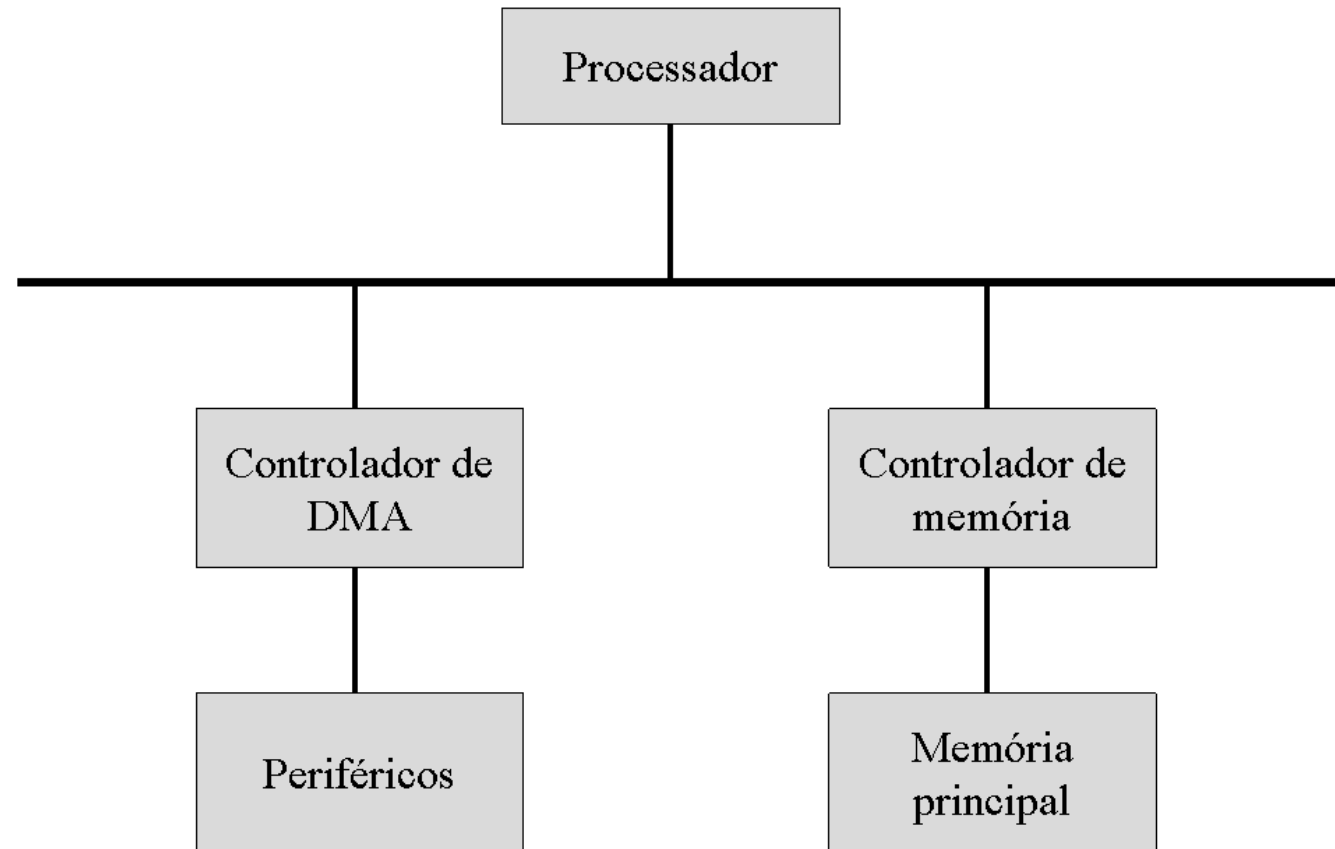 Processador
Controlador de
DMA
Controlador de
memória
Periféricos
Memória
principal